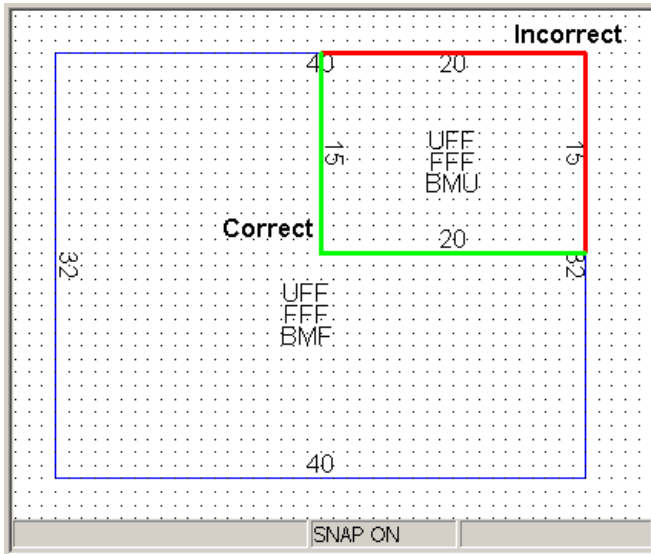 Incorrect
40
20
15
UFF
FFF
BMU
15
Correct
20
32
32
UFF
FFF
BMF
40
SNAP ON